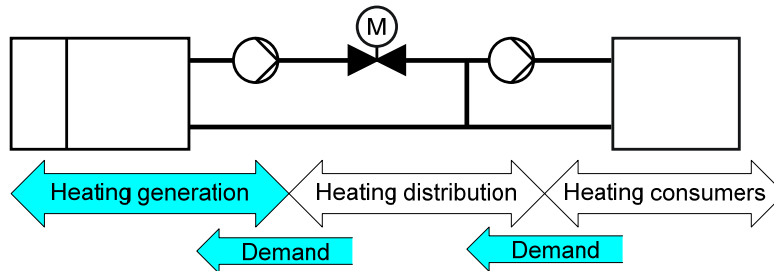 M
Heating generation
Heating distribution
Heating consumers
Demand
Demand